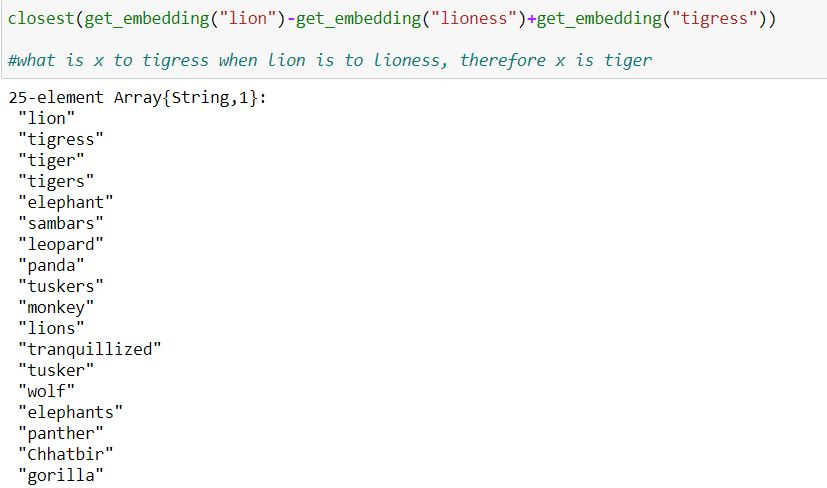 closest(get_embedding("lion")-get_embedding("lioness")+get_embedding("tigress"))
#what is x to tigress when lion is to lioness, therefore x is tiger
25-element Array{String,1}:
"lion"
"tigress"
"tiger"
"tigers"
"elephant"
"sambars"
"leopard"
"panda"
"tuskers"
"monkey"
"lions"
"tranquillized"
"tusker"
"wolf"
"elephants"
"panther"
"Chhatbir"
"gorilla"